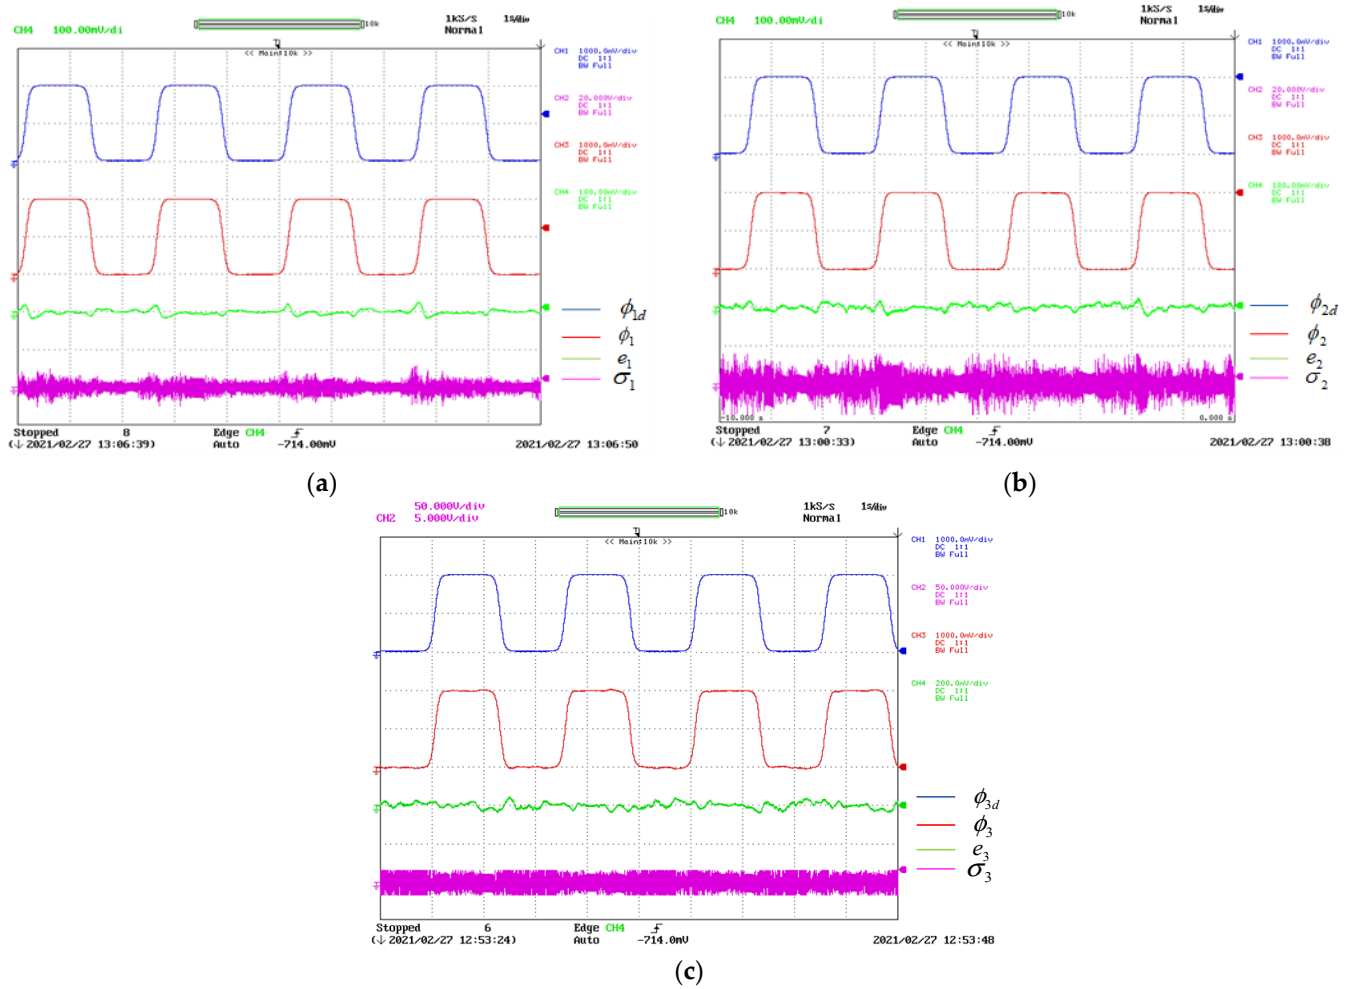 CH4 100.00mV/di
10k
1kS/s 1s/div
Normal
<< Main:10k >>
CH1 1000.0mV/div
DC 1:1
BW Full
CH2 20.000V/div
DC 1:1
BW Full
CH3 1000.0mV/div
DC 1:1
BW Full
CH4 100.00mV/div
DC 1:1
BW Full
ϕ1d
ϕ1
e1
σ1
Stopped 8 Edge CH4
(↓2021/02/27 13:06:39) Auto -714.00mV 2021/02/27 13:06:50
(a)
CH4 100.00mV/di
10k
1kS/s 1s/div
Normal
<< Main:10k >>
CH1 1000.0mV/div
DC 1:1
BW Full
CH2 20.000V/div
DC 1:1
BW Full
CH3 1000.0mV/div
DC 1:1
BW Full
CH4 100.00mV/div
DC 1:1
BW Full
ϕ2d
ϕ2
e2
σ2
-10.000 s 0.000 s
Stopped 7 Edge CH4
(↓2021/02/27 13:00:33) Auto -714.00mV 2021/02/27 13:00:38
(b)
50.000V/div
CH2 5.000V/div
10k
1kS/s 1s/div
Normal
<< Main:10k >>
CH1 1000.0mV/div
DC 1:1
BW Full
CH2 50.000V/div
DC 1:1
BW Full
CH3 1000.0mV/div
DC 1:1
BW Full
CH4 200.0mV/div
DC 1:1
BW Full
ϕ3d
ϕ3
e3
σ3
Stopped 6 Edge CH4
(↓2021/02/27 12:53:24) Auto -714.0mV 2021/02/27 12:53:48
(c)